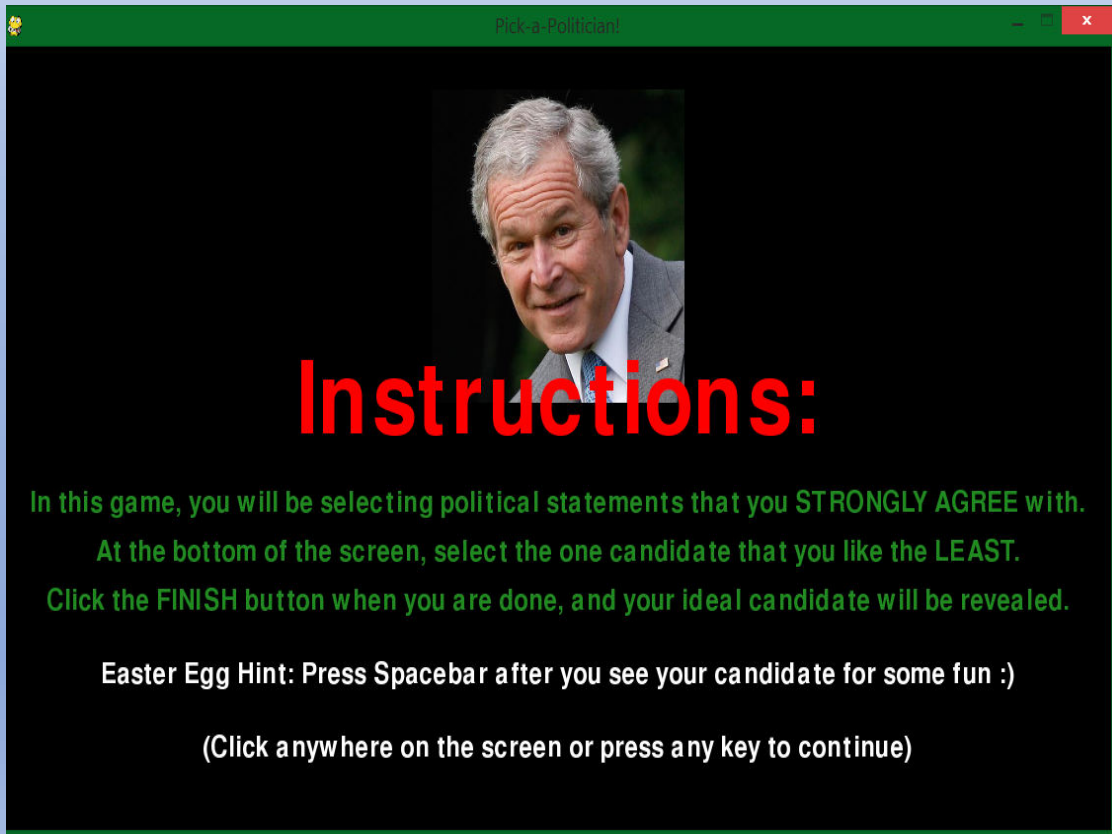 Pick-a-Politician!
Instructions:
In this game, you will be selecting political statements that you STRONGLY AGREE with.
At the bottom of the screen, select the one candidate that you like the LEAST.
Click the FINISH button when you are done, and your ideal candidate will be revealed.
Easter Egg Hint: Press Spacebar after you see your candidate for some fun :)
(Click anywhere on the screen or press any key to continue)